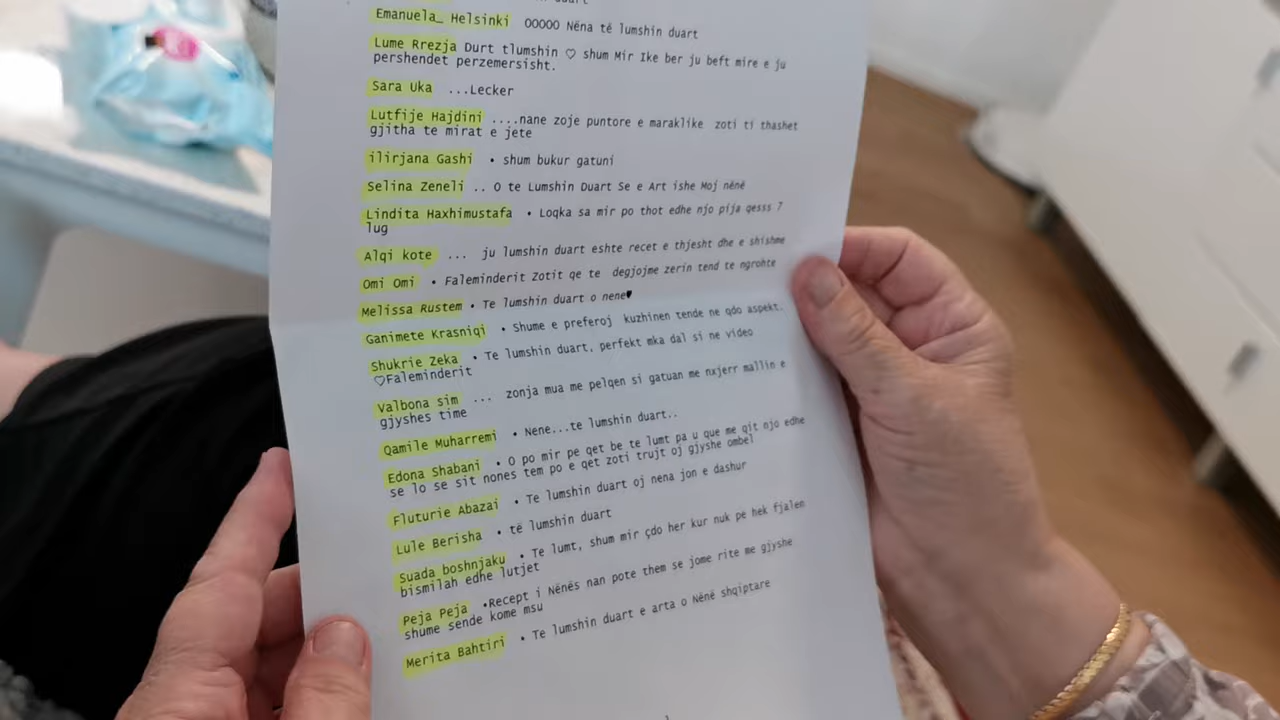 duart
Emanuela_ Helsinki OOOOO Nëna të lumshin duart
Lume Rrezja Durt tlumshin ♡ shum Mir Ike ber ju beft mire e ju
pershendet perzemersisht.
Sara Uka ...Lecker
Lutfije Hajdini ....nane zoje puntore e maraklike zoti ti thashet
gjitha te mirat e jete
ilirjana Gashi • shum bukur gatuni
Selina Zeneli .. O te Lumshin Duart Se e Art ishe Moj nënë
Lindita Haxhimustafa • Loqka sa mir po thot edhe njo pija qesss 7
lug
Alqi kote ... ju lumshin duart eshte recet e thjesht dhe e shishme
Omi Omi • Faleminderit Zotit qe te degjojme zerin tend te ngrohte
Melissa Rustem • Te lumshin duart o nene♥
Ganimete Krasniqi • Shume e preferoj kuzhinen tende ne qdo aspekt.
Shukrie Zeka • Te lumshin duart, perfekt mka dal si ne video
♡Faleminderit
Valbona sim ... zonja mua me pelqen si gatuan me nxjerr mallin e
gjyshes time
Qamile Muharremi • Nene...te lumshin duart..
Edona Shabani • O po mir pe qet be te lumt pa u que me qit njo edhe
se lo se sit nones tem po e qet zoti trujt oj gjyshe ombel
Fluturie Abazai • Te lumshin duart oj nena jon e dashur
Lule Berisha • të lumshin duart
Suada boshnjaku • Te lumt, shum mir çdo her kur nuk pe hek fjalen
bismilah edhe lutjet
Peja Peja •Recept i Nënës nan pote them se jome rite me gjyshe
shume sende kome msu
Merita Bahtiri • Te lumshin duart e arta o Nënë shqiptare